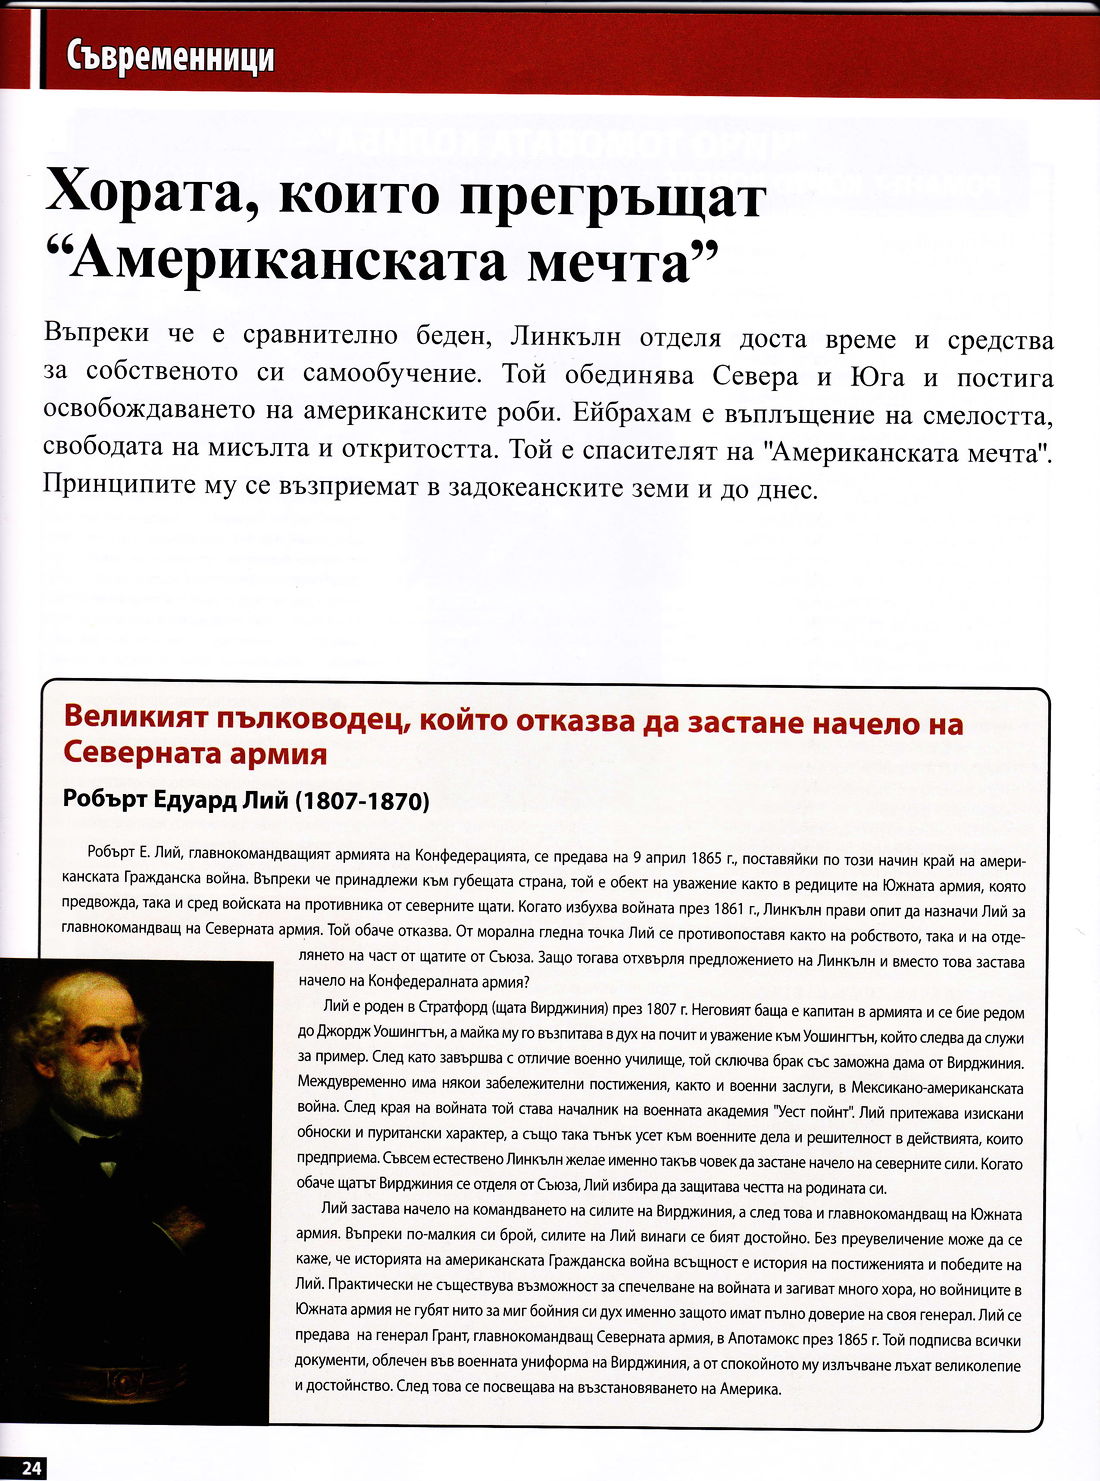 Съвременници
Хората, които прегръщат
“Американската мечта”
Въпреки че е сравнително беден, Линкълн отделя доста време и средства
за собственото си самообучение. Той обединява Севера и Юга и постига
освобождаването на американските роби. Ейбрахам е въплъщение на смелостта,
свободата на мисълта и откритостта. Той е спасителят на "Американската мечта".
Принципите му се възприемат в задокеанските земи и до днес.
Великият пълководец, който отказва да застане начело на
Северната армия
Робърт Едуард Лий (1807-1870)
Робърт Е. Лий, главнокомандващият армията на Конфедерацията, се предава на 9 април 1865 г., поставяйки по този начин край на амери-
канската Гражданска война. Въпреки че принадлежи към губещата страна, той е обект на уважение както в редиците на Южната армия, която
предвожда, така и сред войската на противника от северните щати. Когато избухва войната през 1861 г., Линкълн прави опит да назначи Лий за
главнокомандващ на Северната армия. Той обаче отказва. От морална гледна точка Лий се противопоставя както на робството, така и на отде-
лянето на част от щатите от Съюза. Защо тогава отхвърля предложението на Линкълн и вместо това застава
начело на Конфедералната армия?
Лий е роден в Стратфорд (щата Вирджиния) през 1807 г. Неговият баща е капитан в армията и се бие редом
до Джордж Уошингтън, а майка му го възпитава в дух на почит и уважение към Уошингтън, който следва да служи
за пример. След като завършва с отличие военно училище, той сключва брак със заможна дама от Вирджиния.
Междувременно има някои забележителни постижения, както и военни заслуги, в Мексикано-американската
война. След края на войната той става началник на военната академия "Уест пойнт". Лий притежава изискани
обноски и пуритански характер, а също така тънък усет към военните дела и решителност в действията, които
предприема. Съвсем естествено Линкълн желае именно такъв човек да застане начело на северните сили. Когато
обаче щатът Вирджиния се отделя от Съюза, Лий избира да защитава честта на родината си.
Лий застава начело на командването на силите на Вирджиния, а след това и главнокомандващ на Южната
армия. Въпреки по-малкия си брой, силите на Лий винаги се бият достойно. Без преувеличение може да се
каже, че историята на американската Гражданска война всъщност е история на постиженията и победите на
Лий. Практически не съществува възможност за спечелване на войната и загиват много хора, но войниците в
Южната армия не губят нито за миг бойния си дух именно защото имат пълно доверие на своя генерал. Лий се
предава на генерал Грант, главнокомандващ Северната армия, в Апотамокс през 1865 г. Той подписва всички
документи, облечен във военната униформа на Вирджиния, а от спокойното му излъчване лъхат великолепие
и достойнство. След това се посвещава на възстановяването на Америка.
24